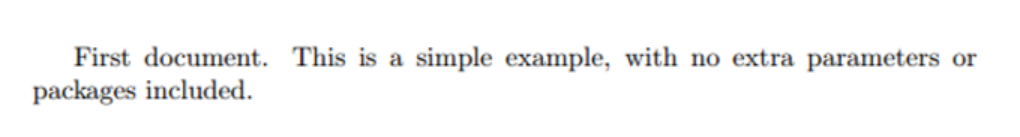 First document. This is a simple example, with no extra parameters or
packages included.